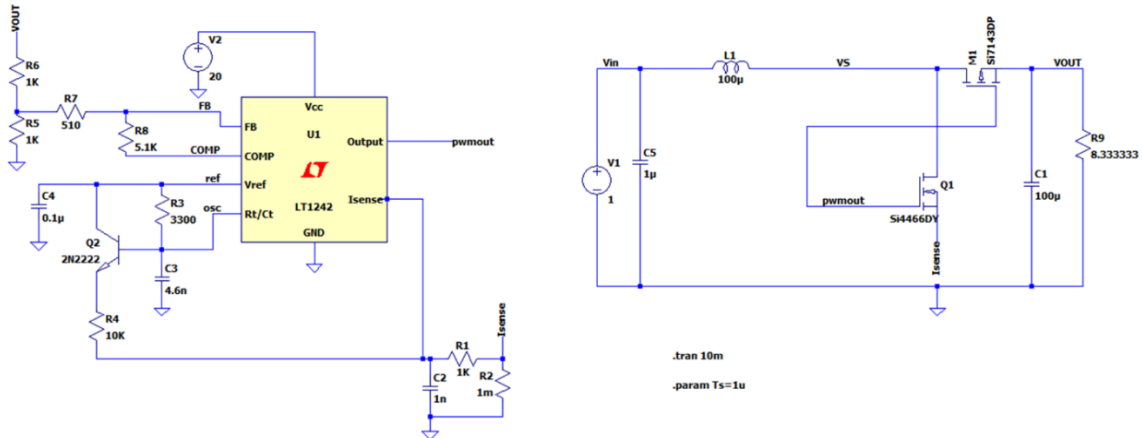 VOUT
R6
1K
R5
1K
R7
510
R8
5.1K
FB
COMP
V2
20
Vcc
FB
U1
Output
pwmout
COMP
Vref
LT1242
Isense
Rt/Ct
GND
ref
osc
C4
0.1µ
R3
3300
Q2
2N2222
C3
4.6n
R4
10K
R1
1K
C2
1n
Isense
R2
1m
Vin
L1
100µ
VS
M1
Si7143DP
VOUT
V1
1
C5
1µ
pwmout
Q1
Si4466DY
Isense
C1
100µ
R9
8.333333
.tran 10m
.param Ts=1u